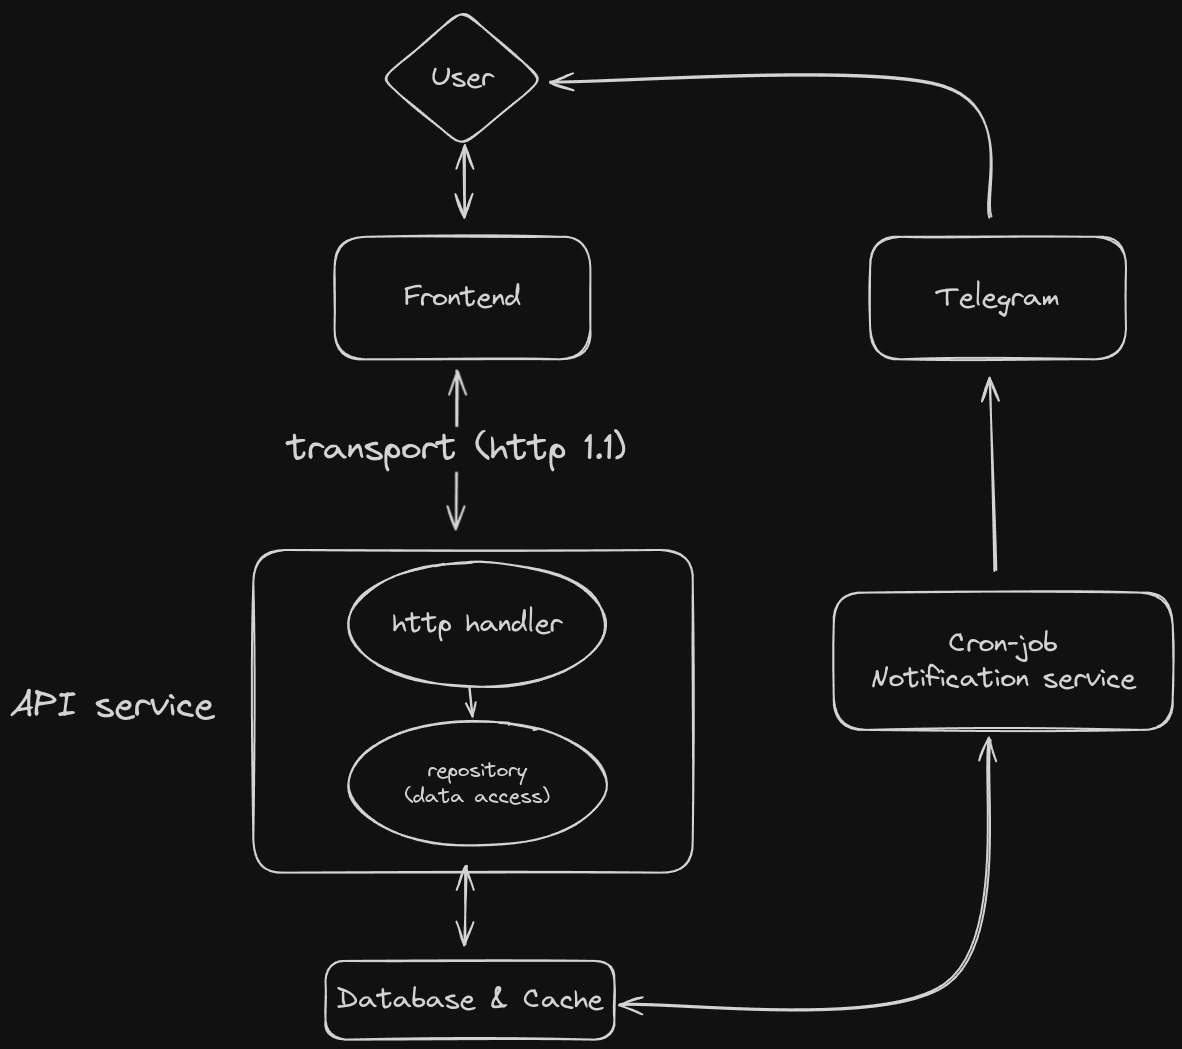 User
Frontend
Telegram
transport (http 1.1)
http handler
Cron-job
Notification service
API service
repository
(data access)
Database & Cache